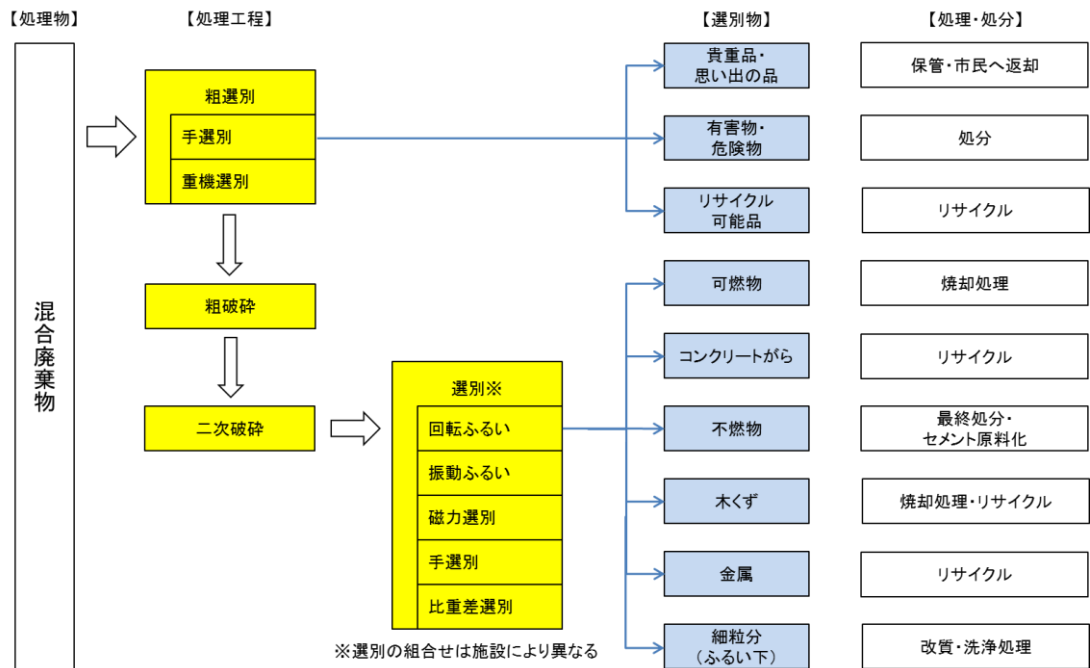 【処理物】
【処理工程】
【選別物】
【処理・処分】
混合廃棄物
粗選別
手選別
重機選別
粗破砕
二次破砕
選別※
回転ふるい
振動ふるい
磁力選別
手選別
比重差選別
※選別の組合せは施設により異なる
貴重品・
思い出の品
保管・市民へ返却
有害物・
危険物
処分
リサイクル
可能品
リサイクル
可燃物
焼却処理
コンクリートがら
リサイクル
不燃物
最終処分・
セメント原料化
木くず
焼却処理・リサイクル
金属
リサイクル
細粒分
（ふるい下）
改質・洗浄処理